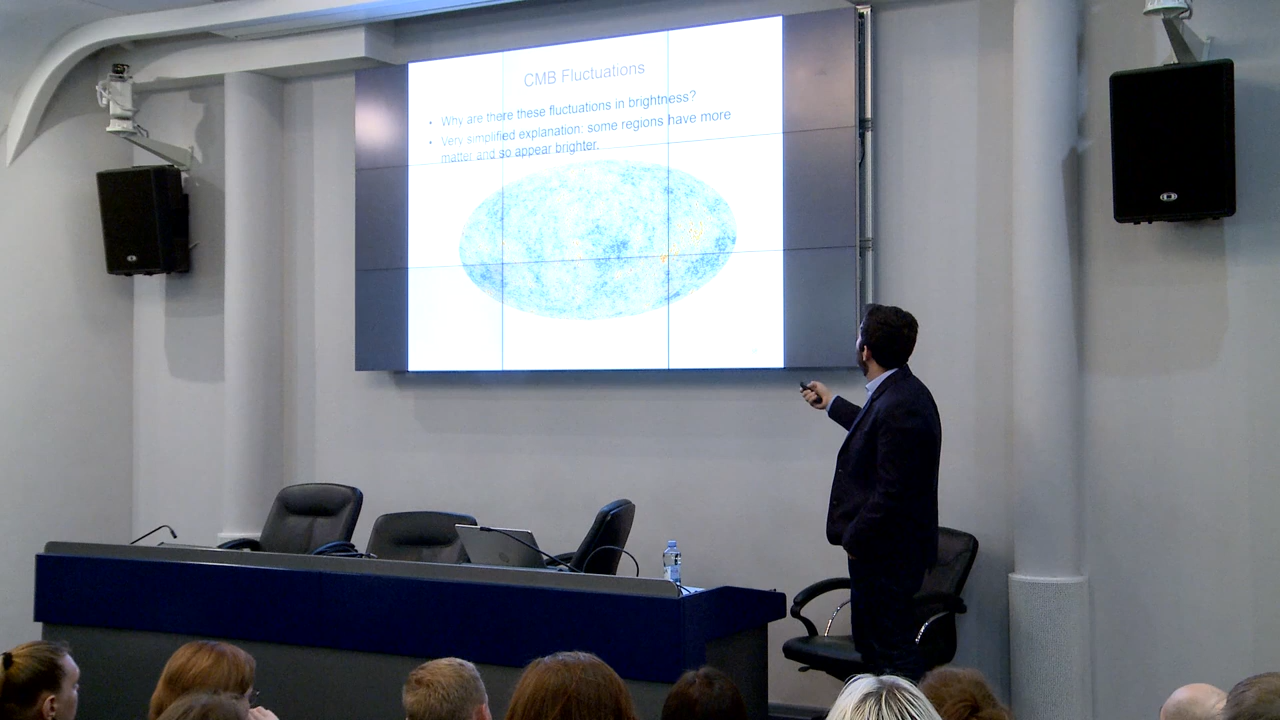 CMB Fluctuations
• Why are there these fluctuations in brightness?
• Very simplified explanation: some regions have more
matter and so appear brighter.